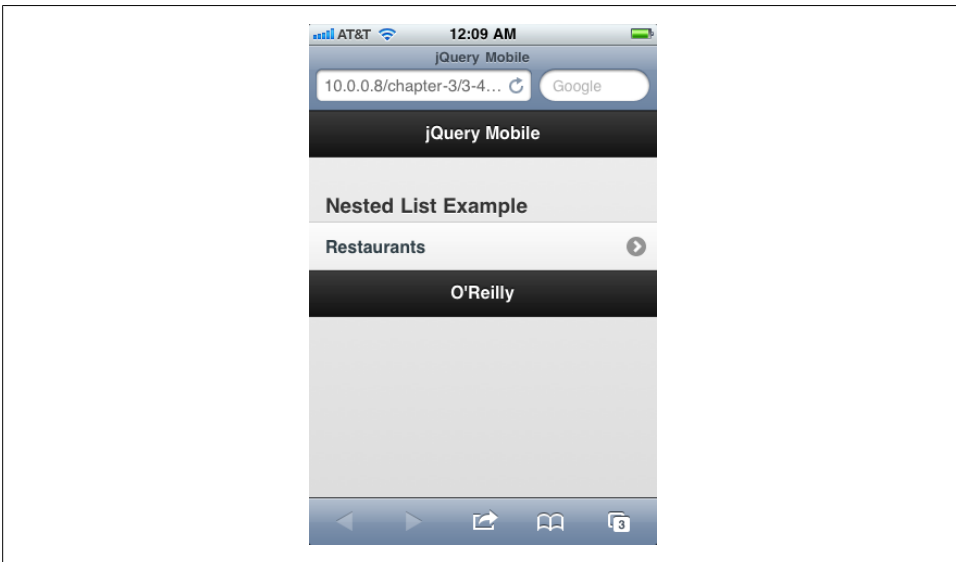 AT&T 12:09 AM
jQuery Mobile
10.0.0.8/chapter-3/3-4... Google
jQuery Mobile
Nested List Example
Restaurants
O'Reilly
3